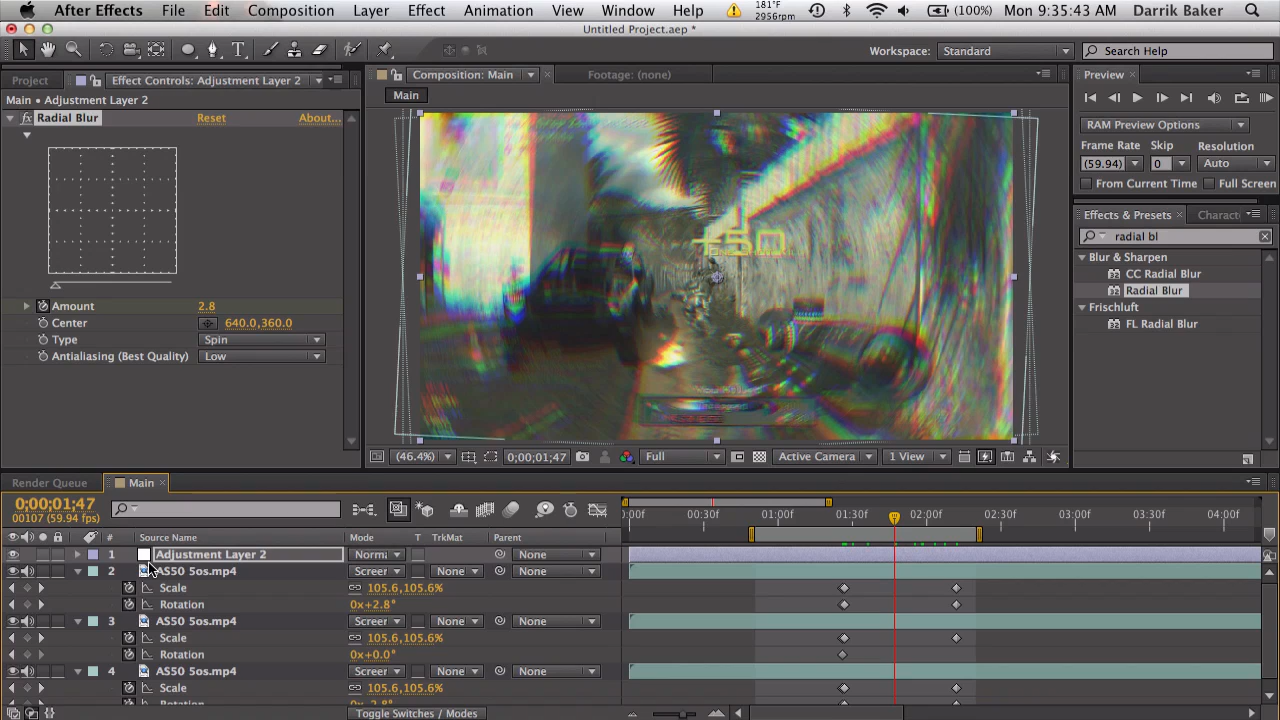 After Effects File Edit Composition Layer Effect Animation View Window Help 181°F 2956rpm (100%) Mon 9:35:43 AM Darrik Baker
Untitled Project.aep *
Workspace: Standard Search Help
Project Effect Controls: Adjustment Layer 2 Composition: Main Footage: (none) Preview
Main • Adjustment Layer 2 Main
fx Radial Blur Reset About...
RAM Preview Options
Frame Rate Skip Resolution
(59.94) 0 Auto
From Current Time Full Screen
Effects & Presets Charact
radial bl
Blur & Sharpen
CC Radial Blur
Radial Blur
Frischluft
FL Radial Blur
+50
Amount 2.8
Center 640.0,360.0
Type Spin
Antialiasing (Best Quality) Low
(46.4%) 0;00;01;47 Full Active Camera 1 View
Render Queue Main
0;00;01;47
00107 (59.94 fps)
:00f 00:30f 01:00f 01:30f 02:00f 02:30f 03:00f 03:30f 04:00f
# Source Name Mode T TrkMat Parent
1 Adjustment Layer 2 Norma None
2 AS50 5os.mp4 Screer None None
Scale 105.6,105.6%
Rotation 0x+2.8°
3 AS50 5os.mp4 Screer None None
Scale 105.6,105.6%
Rotation 0x+0.0°
4 AS50 5os.mp4 Screer None None
Scale 105.6,105.6%
Toggle Switches / Modes